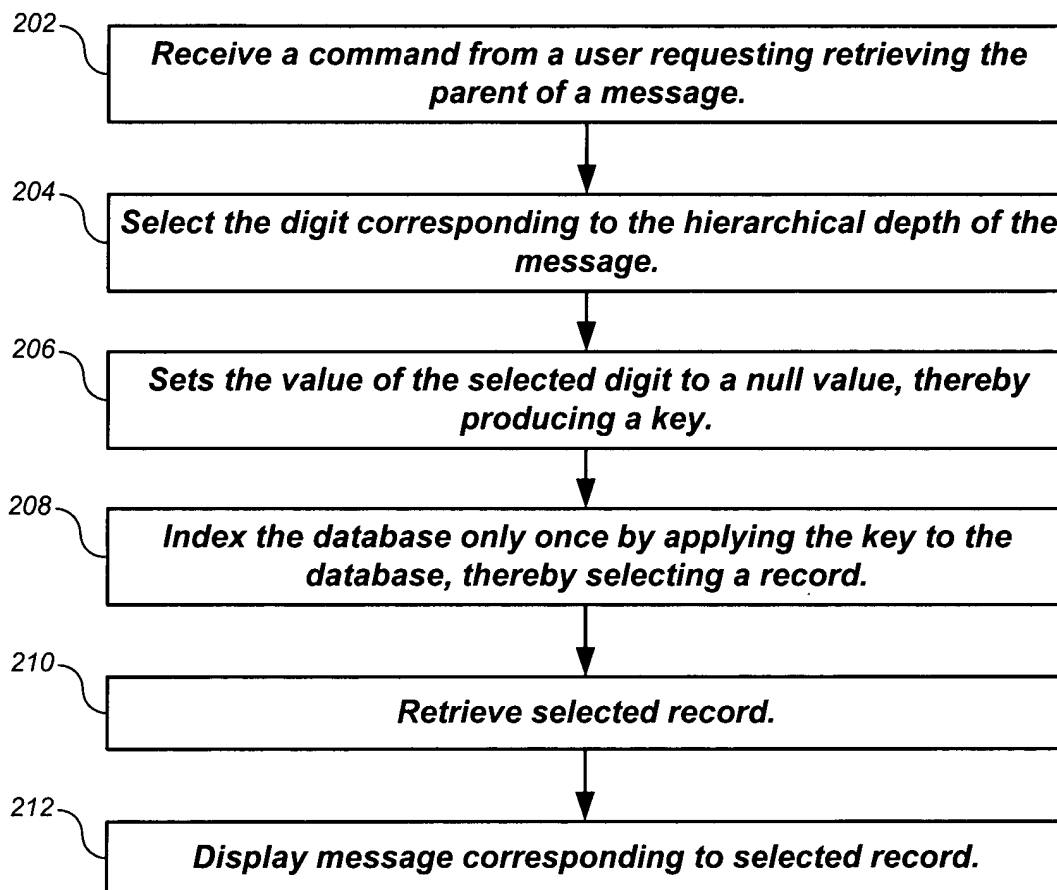 202
Receive a command from a user requesting retrieving the
parent of a message.
204
Select the digit corresponding to the hierarchical depth of the
message.
206
Sets the value of the selected digit to a null value, thereby
producing a key.
208
Index the database only once by applying the key to the
database, thereby selecting a record.
210
Retrieve selected record.
212
Display message corresponding to selected record.